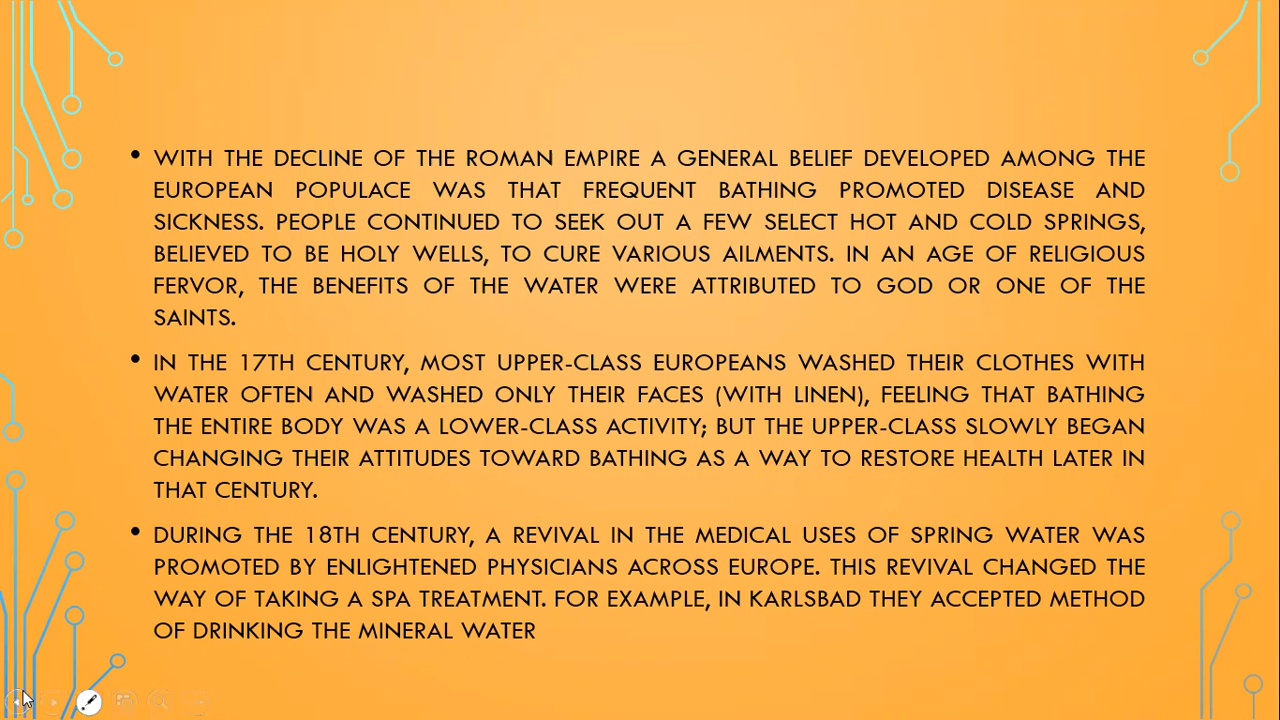 • WITH THE DECLINE OF THE ROMAN EMPIRE A GENERAL BELIEF DEVELOPED AMONG THE
EUROPEAN POPULACE WAS THAT FREQUENT BATHING PROMOTED DISEASE AND
SICKNESS. PEOPLE CONTINUED TO SEEK OUT A FEW SELECT HOT AND COLD SPRINGS,
BELIEVED TO BE HOLY WELLS, TO CURE VARIOUS AILMENTS. IN AN AGE OF RELIGIOUS
FERVOR, THE BENEFITS OF THE WATER WERE ATTRIBUTED TO GOD OR ONE OF THE
SAINTS.
• IN THE 17TH CENTURY, MOST UPPER-CLASS EUROPEANS WASHED THEIR CLOTHES WITH
WATER OFTEN AND WASHED ONLY THEIR FACES (WITH LINEN), FEELING THAT BATHING
THE ENTIRE BODY WAS A LOWER-CLASS ACTIVITY; BUT THE UPPER-CLASS SLOWLY BEGAN
CHANGING THEIR ATTITUDES TOWARD BATHING AS A WAY TO RESTORE HEALTH LATER IN
THAT CENTURY.
• DURING THE 18TH CENTURY, A REVIVAL IN THE MEDICAL USES OF SPRING WATER WAS
PROMOTED BY ENLIGHTENED PHYSICIANS ACROSS EUROPE. THIS REVIVAL CHANGED THE
WAY OF TAKING A SPA TREATMENT. FOR EXAMPLE, IN KARLSBAD THEY ACCEPTED METHOD
OF DRINKING THE MINERAL WATER